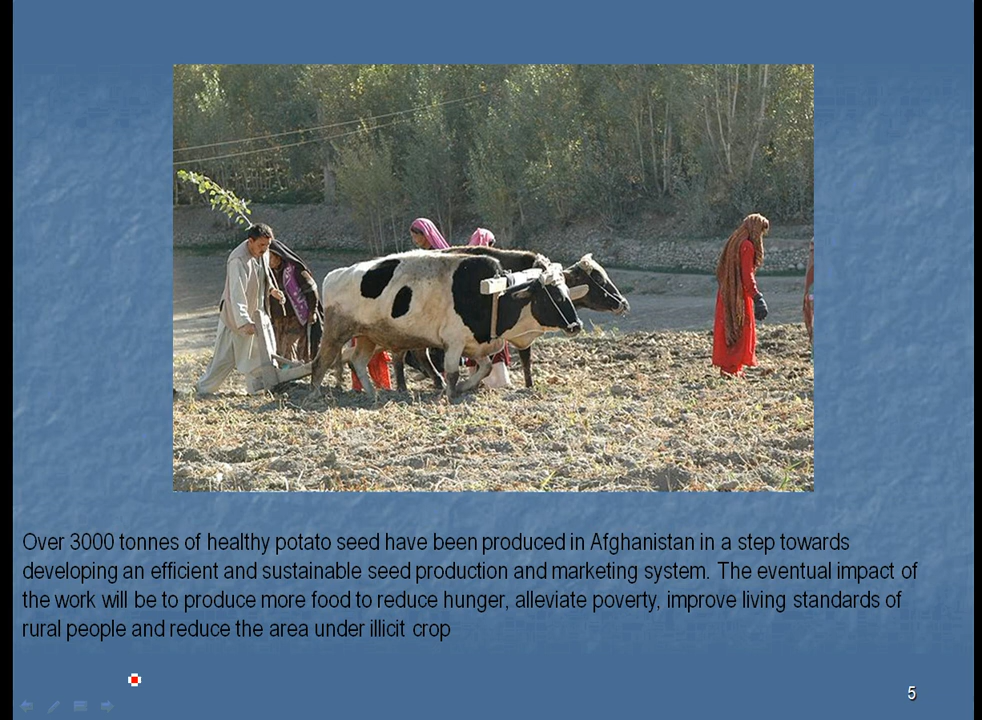 Over 3000 tonnes of healthy potato seed have been produced in Afghanistan in a step towards
developing an efficient and sustainable seed production and marketing system. The eventual impact of
the work will be to produce more food to reduce hunger, alleviate poverty, improve living standards of
rural people and reduce the area under illicit crop
5